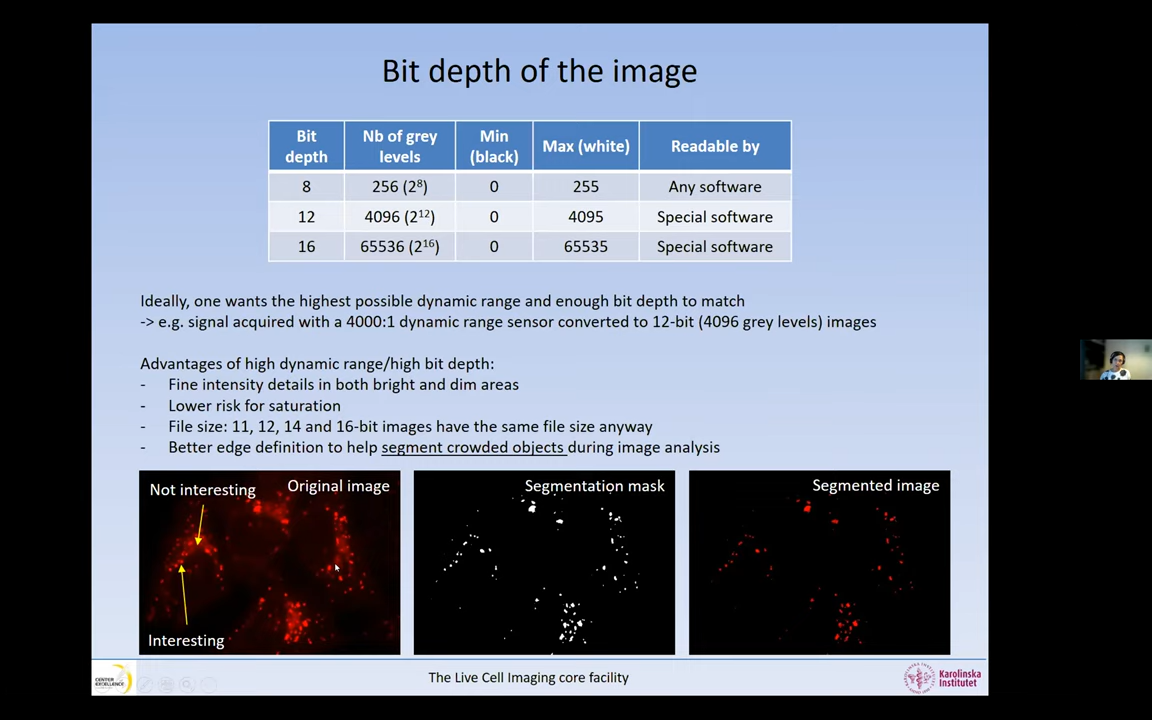 Bit depth of the image
Bit depth Nb of grey levels Min (black) Max (white) Readable by
8 256 (2⁸) 0 255 Any software
12 4096 (2¹²) 0 4095 Special software
16 65536 (2¹⁶) 0 65535 Special software
Ideally, one wants the highest possible dynamic range and enough bit depth to match
-> e.g. signal acquired with a 4000:1 dynamic range sensor converted to 12-bit (4096 grey levels) images
Advantages of high dynamic range/high bit depth:
- Fine intensity details in both bright and dim areas
- Lower risk for saturation
- File size: 11, 12, 14 and 16-bit images have the same file size anyway
- Better edge definition to help segment crowded objects during image analysis
Not interesting
Original image
Interesting
Segmentation mask
Segmented image
The Live Cell Imaging core facility
Karolinska
Institutet